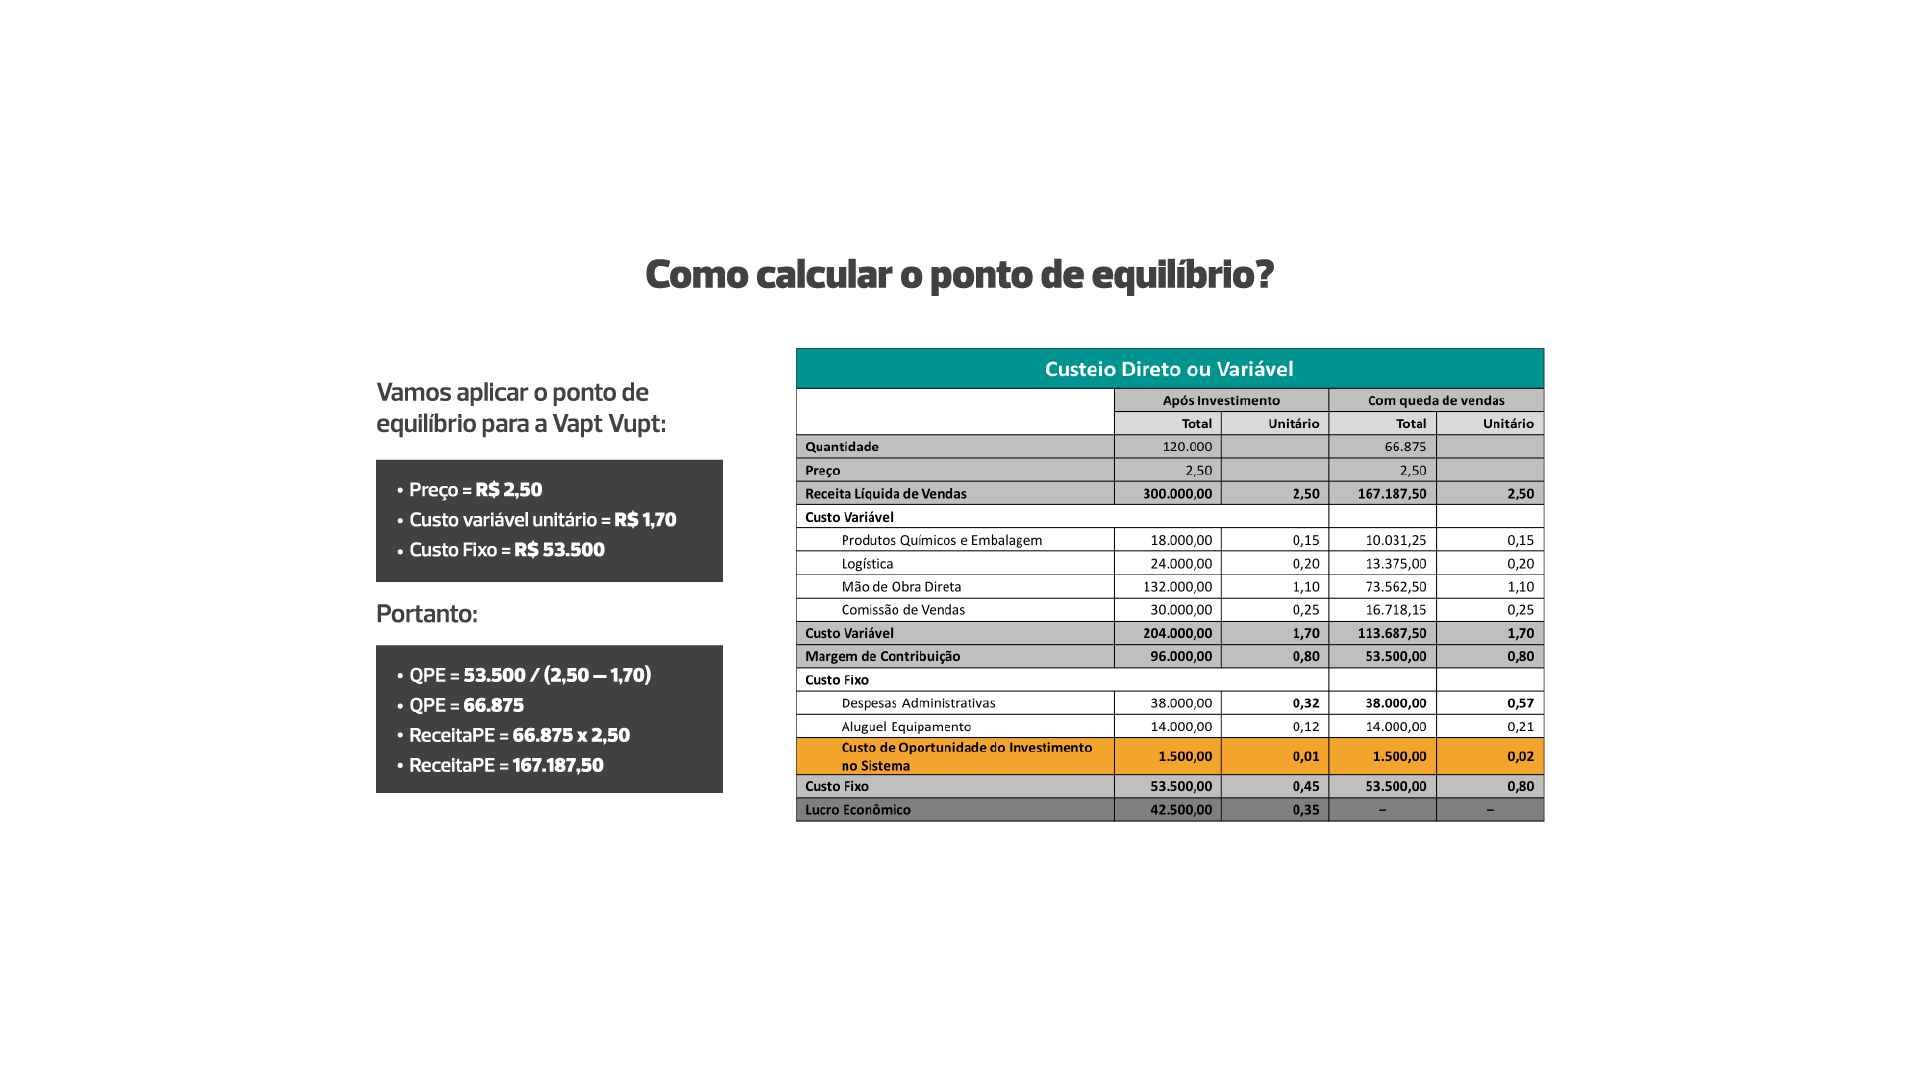 Como calcular o ponto de equilíbrio?
Vamos aplicar o ponto de
equilíbrio para a Vapt Vupt:
• Preço = R$ 2,50
• Custo variável unitário = R$ 1,70
• Custo Fixo = R$ 53.500
Portanto:
• QPE = 53.500 / (2,50 – 1,70)
• QPE = 66.875
• ReceitaPE = 66.875 x 2,50
• ReceitaPE = 167.187,50
Custeio Direto ou Variável
Após Investimento Com queda de vendas
Total Unitário Total Unitário
Quantidade 120.000 66.875
Preço 2,50 2,50
Receita Líquida de Vendas 300.000,00 2,50 167.187,50 2,50
Custo Variável
Produtos Químicos e Embalagem 18.000,00 0,15 10.031,25 0,15
Logística 24.000,00 0,20 13.375,00 0,20
Mão de Obra Direta 132.000,00 1,10 73.562,50 1,10
Comissão de Vendas 30.000,00 0,25 16.718,15 0,25
Custo Variável 204.000,00 1,70 113.687,50 1,70
Margem de Contribuição 96.000,00 0,80 53.500,00 0,80
Custo Fixo
Despesas Administrativas 38.000,00 0,32 38.000,00 0,57
Aluguel Equipamento 14.000,00 0,12 14.000,00 0,21
Custo de Oportunidade do Investimento
no Sistema 1.500,00 0,01 1.500,00 0,02
Custo Fixo 53.500,00 0,45 53.500,00 0,80
Lucro Econômico 42.500,00 0,35 – –